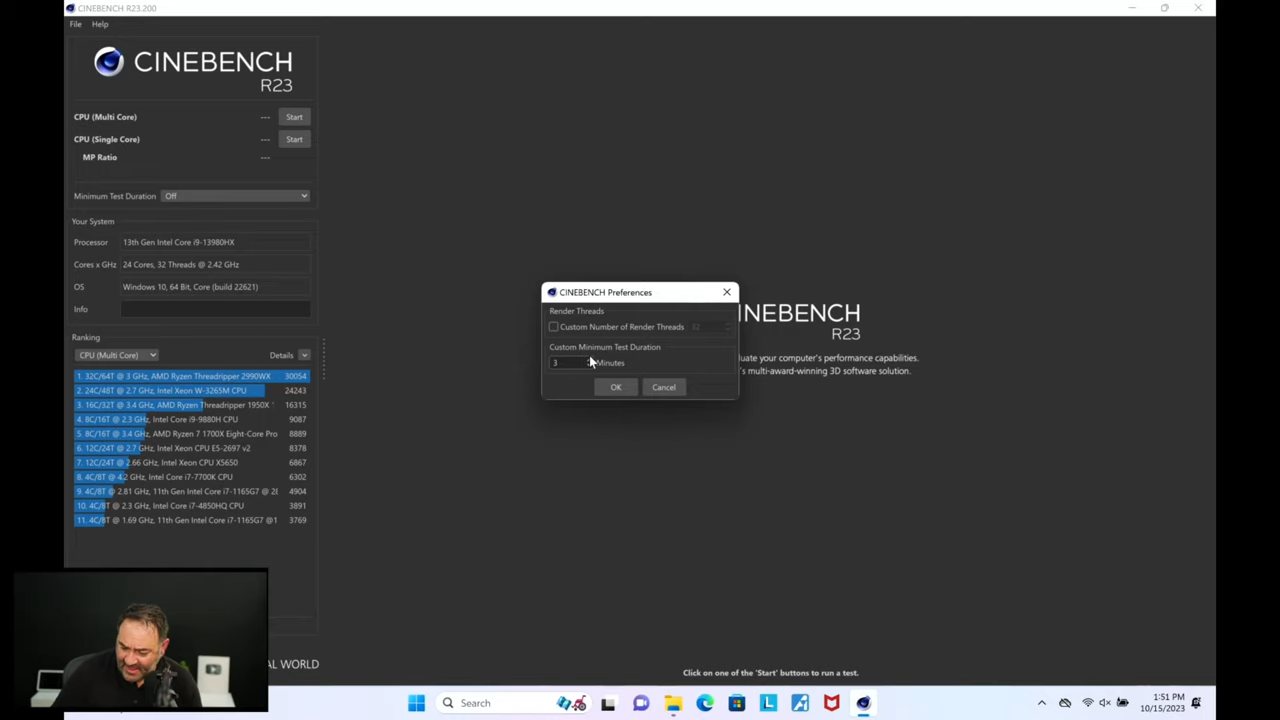 CINEBENCH R23.200
File Help
CINEBENCH
R23
CPU (Multi Core) --- Start
CPU (Single Core) --- Start
MP Ratio ---
Minimum Test Duration Off
Your System
Processor 13th Gen Intel Core i9-13980HX
Cores x GHz 24 Cores, 32 Threads @ 2.42 GHz
OS Windows 10, 64 Bit, Core (build 22621)
Info
Ranking
CPU (Multi Core) Details
1. 32C/64T @ 3 GHz, AMD Ryzen Threadripper 2990WX 30054
2. 24C/48T @ 2.7 GHz, Intel Xeon W-3265M CPU 24243
3. 16C/32T @ 3.4 GHz, AMD Ryzen Threadripper 1950X 16315
4. 8C/16T @ 2.3 GHz, Intel Core i9-9880H CPU 9087
5. 8C/16T @ 3.4 GHz, AMD Ryzen 7 1700X Eight-Core Pro 8889
6. 12C/24T @ 2.7 GHz, Intel Xeon CPU E5-2697 v2 8378
7. 12C/24T @ 2.66 GHz, Intel Xeon CPU X5650 6867
8. 4C/8T @ 4.2 GHz, Intel Core i7-7700K CPU 6302
9. 4C/8T @ 2.81 GHz, 11th Gen Intel Core i7-1165G7 @ 28 4904
10. 4C/8T @ 2.3 GHz, Intel Core i7-4850HQ CPU 3891
11. 4C/8T @ 1.69 GHz, 11th Gen Intel Core i7-1165G7 @1 3769
CINEBENCH Preferences
Render Threads
Custom Number of Render Threads 32
Custom Minimum Test Duration
3 Minutes
OK Cancel
INEBENCH
R23
luate your computer's performance capabilities.
's multi-award-winning 3D software solution.
AL WORLD
Click on one of the 'Start' buttons to run a test.
Search
1:51 PM
10/15/2023